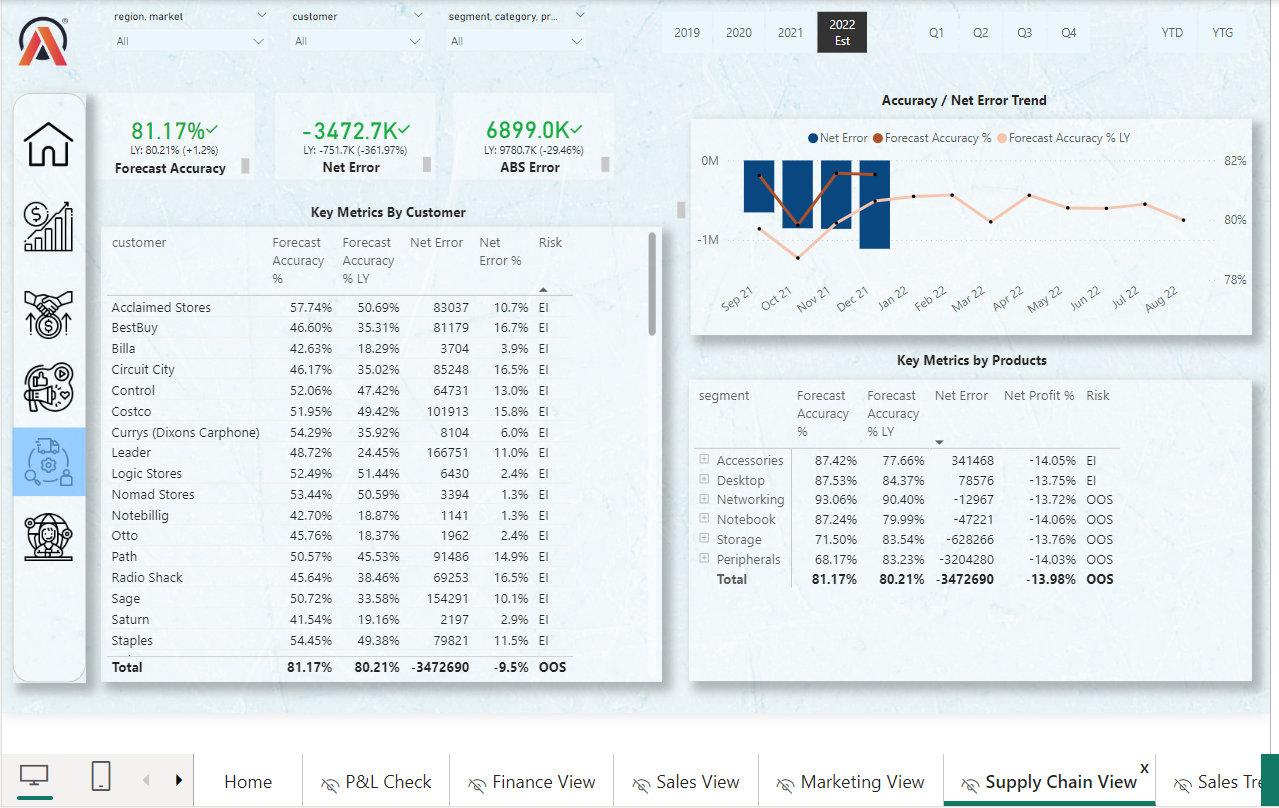 region, market
customer
segment, category, pr...
All
All
All
2019
2020
2021
2022
Est
Q1
Q2
Q3
Q4
YTD
YTG
81.17%
LY: 80.21% (+1.2%)
Forecast Accuracy
-3472.7K
LY: -751.7K (-361.97%)
Net Error
6899.0K
LY: 9780.7K (-29.46%)
ABS Error
Accuracy / Net Error Trend
Net Error Forecast Accuracy % Forecast Accuracy % LY
0M
-1M
82%
80%
78%
Sep 21
Oct 21
Nov 21
Dec 21
Jan 22
Feb 22
Mar 22
Apr 22
May 22
Jun 22
Jul 22
Aug 22
Key Metrics By Customer
customer Forecast Accuracy % Forecast Accuracy % LY Net Error Net Error % Risk
Acclaimed Stores 57.74% 50.69% 83037 10.7% EI
BestBuy 46.60% 35.31% 81179 16.7% EI
Billa 42.63% 18.29% 3704 3.9% EI
Circuit City 46.17% 35.02% 85248 16.5% EI
Control 52.06% 47.42% 64731 13.0% EI
Costco 51.95% 49.42% 101913 15.8% EI
Currys (Dixons Carphone) 54.29% 35.92% 8104 6.0% EI
Leader 48.72% 24.45% 166751 11.0% EI
Logic Stores 52.49% 51.44% 6430 2.4% EI
Nomad Stores 53.44% 50.59% 3394 1.3% EI
Notebillig 42.70% 18.87% 1141 1.3% EI
Otto 45.76% 18.37% 1962 2.4% EI
Path 50.57% 45.53% 91486 14.9% EI
Radio Shack 45.64% 38.46% 69253 16.5% EI
Sage 50.72% 33.58% 154291 10.1% EI
Saturn 41.54% 19.16% 2197 2.9% EI
Staples 54.45% 49.38% 79821 11.5% EI
Total 81.17% 80.21% -3472690 -9.5% OOS
Key Metrics by Products
segment Forecast Accuracy % Forecast Accuracy % LY Net Error Net Profit % Risk
Accessories 87.42% 77.66% 341468 -14.05% EI
Desktop 87.53% 84.37% 78576 -13.75% EI
Networking 93.06% 90.40% -12967 -13.72% OOS
Notebook 87.24% 79.99% -47221 -14.06% OOS
Storage 71.50% 83.54% -628266 -13.76% OOS
Peripherals 68.17% 83.23% -3204280 -14.03% OOS
Total 81.17% 80.21% -3472690 -13.98% OOS
Home
P&L Check
Finance View
Sales View
Marketing View
Supply Chain View
X
Sales Tre